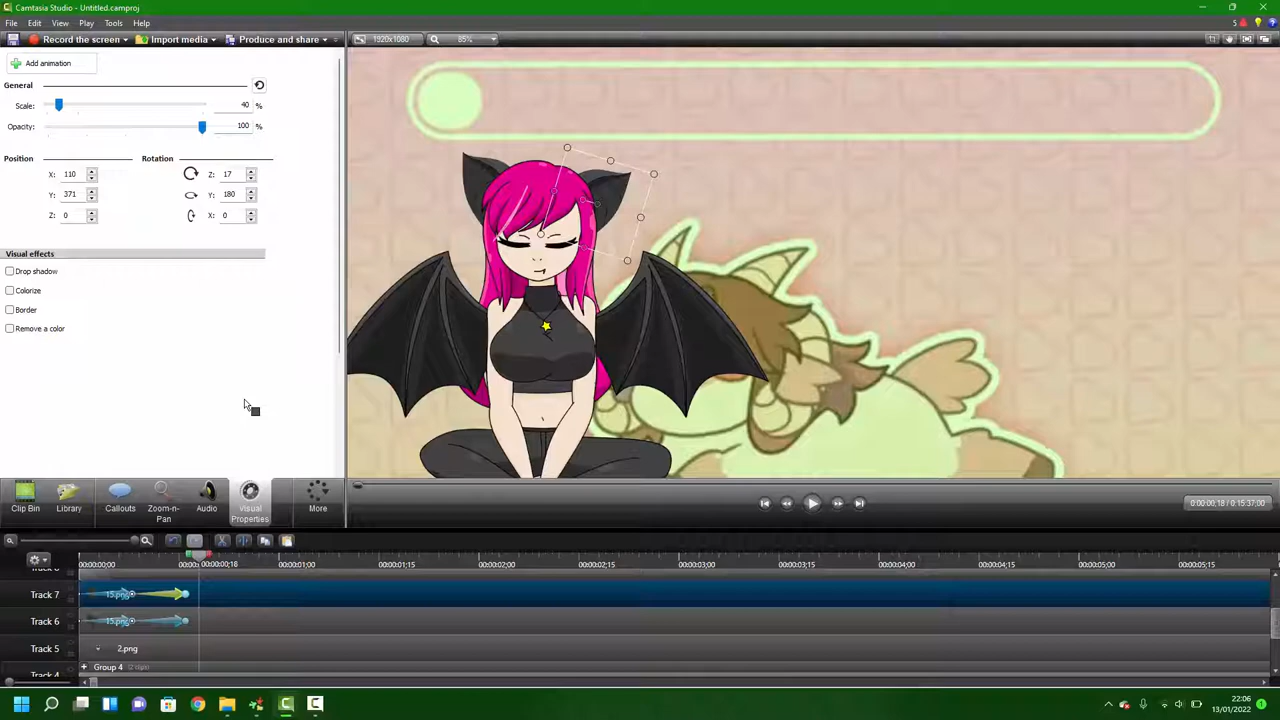 Camtasia Studio - Untitled.camproj
File Edit View Play Tools Help
Record the screen Import media Produce and share 1920x1080 85%
Add animation
General
Scale: 40 %
Opacity: 100 %
Position Rotation
X: 110 Z: 17
Y: 371 Y: 180
Z: 0 X: 0
Visual effects
Drop shadow
Colorize
Border
Remove a color
Clip Bin Library Callouts Zoom-n-Pan Audio Visual Properties More
0:00:00;18 / 0:15:37;00
00:00:00;00 00:00:00;18 00:00:01;00 00:00:01;15 00:00:02;00 00:00:02;15 00:00:03;00 00:00:03;15 00:00:04;00 00:00:04;15 00:00:05;00 00:00:05;15
Track 7 15.png
Track 6 15.png
Track 5 2.png
Track 4 Group 4 (2 clips)
22:06
13/01/2022